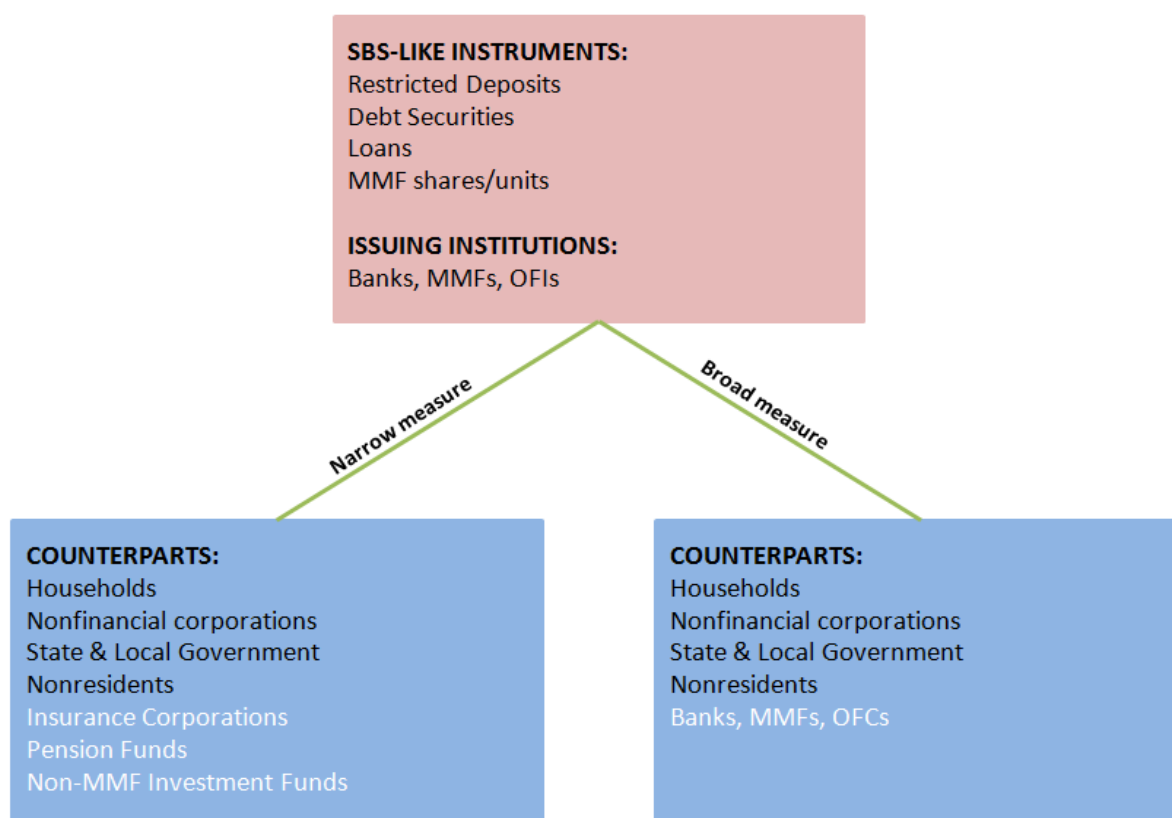 SBS-LIKE INSTRUMENTS:
Restricted Deposits
Debt Securities
Loans
MMF shares/units
ISSUING INSTITUTIONS:
Banks, MMFs, OFIs
Narrow measure
Broad measure
COUNTERPARTS:
Households
Nonfinancial corporations
State & Local Government
Nonresidents
Insurance Corporations
Pension Funds
Non-MMF Investment Funds
COUNTERPARTS:
Households
Nonfinancial corporations
State & Local Government
Nonresidents
Banks, MMFs, OFCs